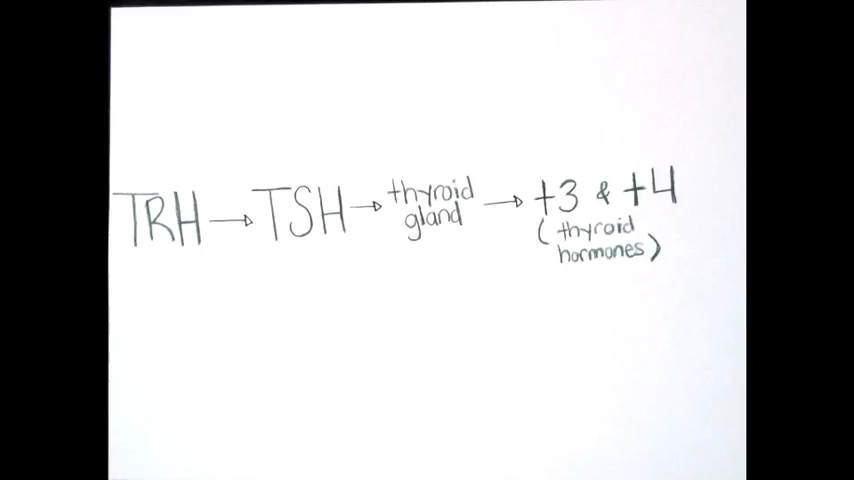 TRH → TSH → thyroid gland → t3 & t4
(thyroid hormones)